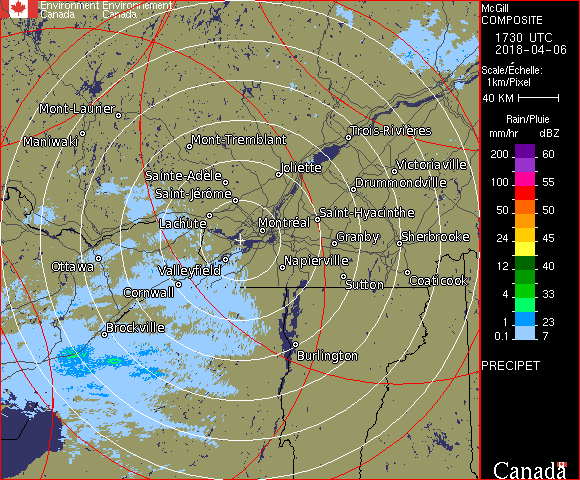 Environment Environnement
Canada Canada
McGill
COMPOSITE
1730 UTC
2018-04-06
Scale/Échelle:
1km/Pixel
40 KM
Rain/Pluie
mm/hr dBZ
200 60
100 55
50 50
24 45
12 40
4 33
1 23
0.1 7
PRECIPET
Canada
Mont-Laurier
Maniwaki
Mont-Tremblant
Trois-Rivières
Joliette
Victoriaville
Sainte-Adèle
Drummondville
Saint-Jérôme
Lachute
Saint-Hyacinthe
Montréal
Granby
Sherbrooke
Ottawa
Valleyfield
Napierville
Sutton
Coaticook
Cornwall
Brockville
Burlington